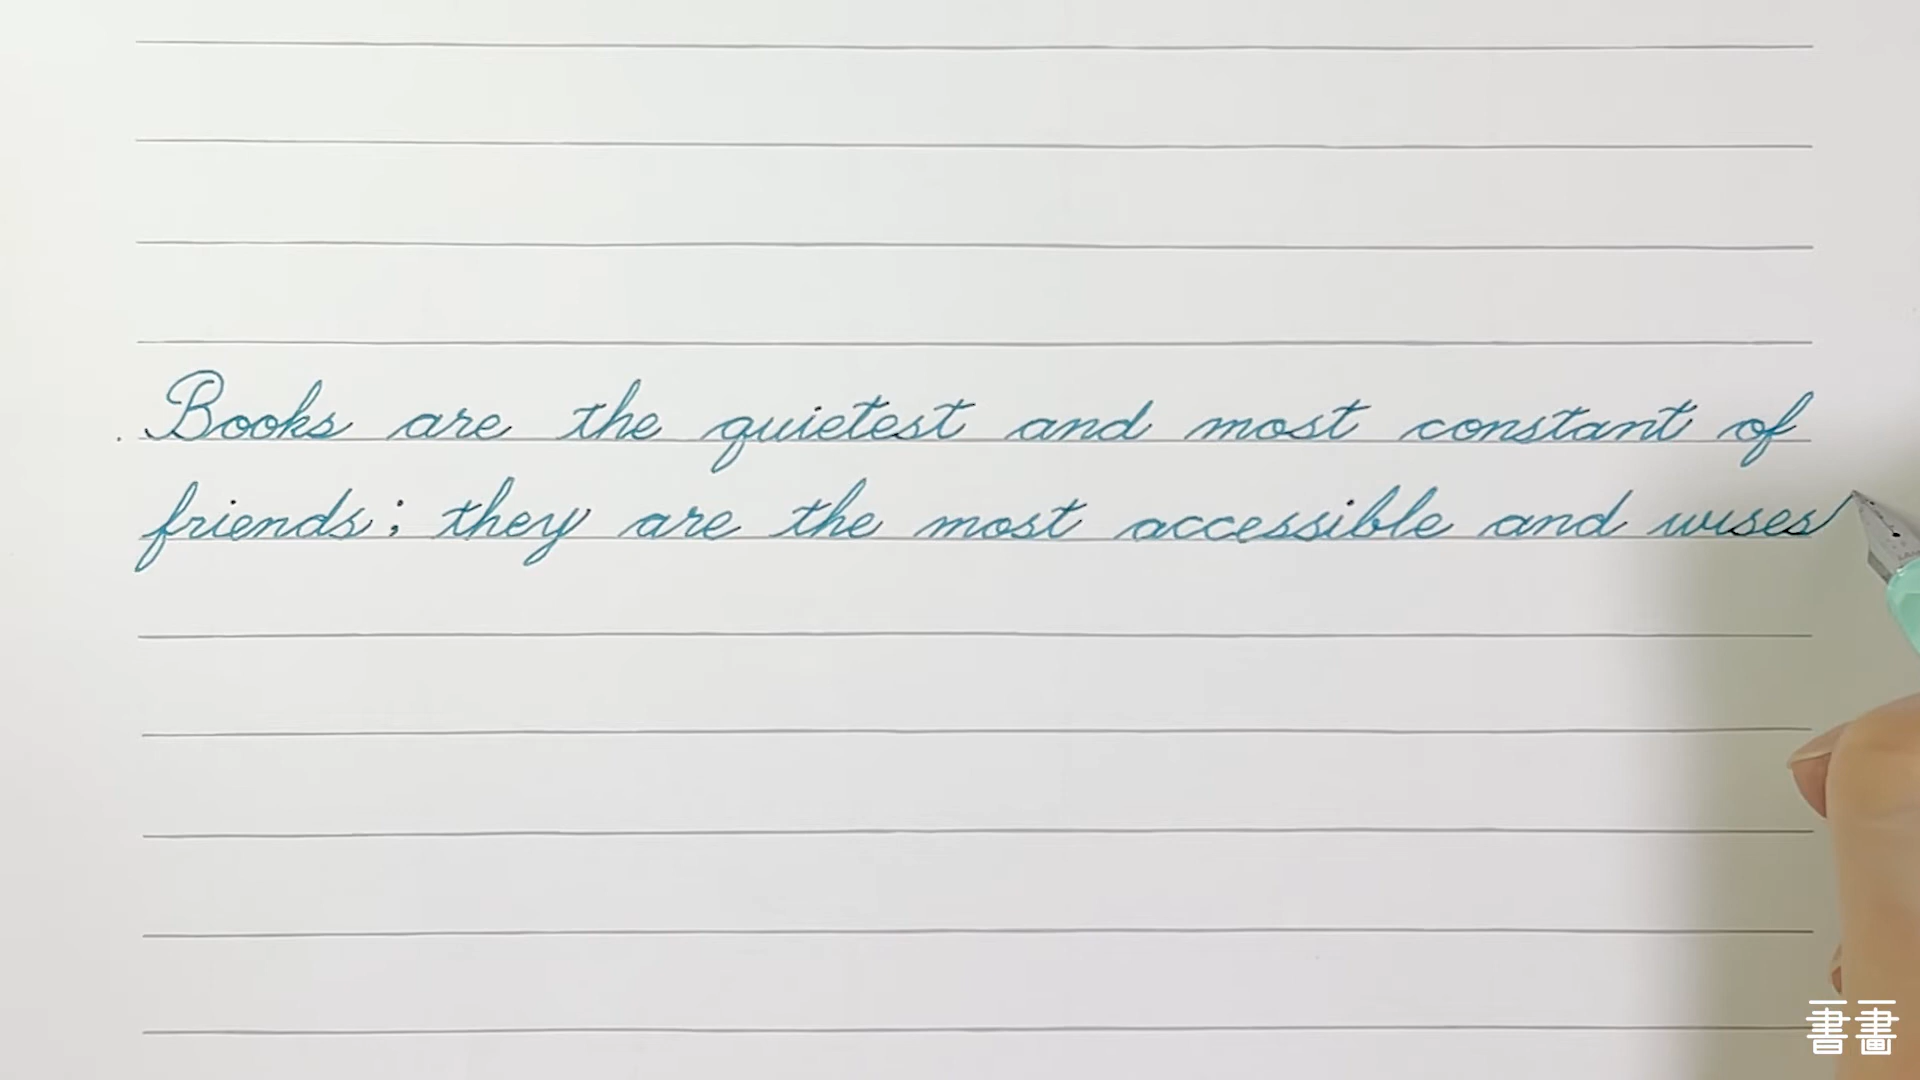 Books are the quietest and most constant of
friends; they are the most accessible and wises
書畫